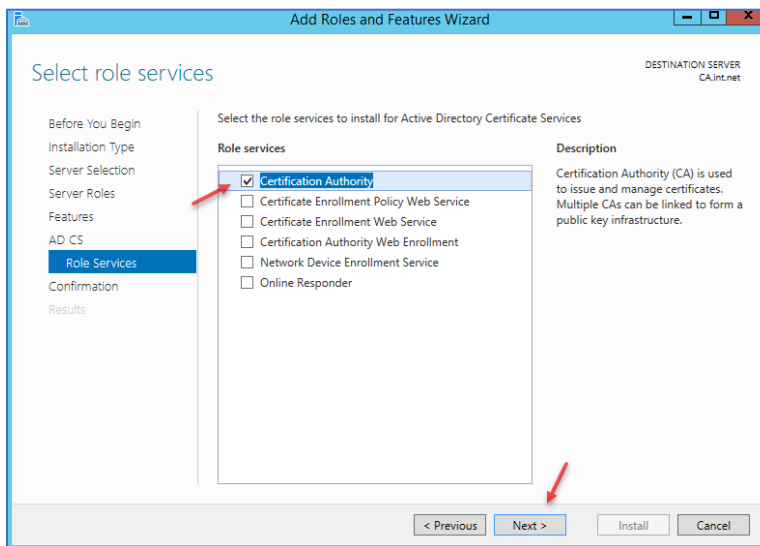 Add Roles and Features Wizard
Select role services
DESTINATION SERVER
CA.int.net
Before You Begin
Installation Type
Server Selection
Server Roles
Features
AD CS
Role Services
Confirmation
Results
Select the role services to install for Active Directory Certificate Services
Role services
Certification Authority
Certificate Enrollment Policy Web Service
Certificate Enrollment Web Service
Certification Authority Web Enrollment
Network Device Enrollment Service
Online Responder
Description
Certification Authority (CA) is used
to issue and manage certificates.
Multiple CAs can be linked to form a
public key infrastructure.
< Previous
Next >
Install
Cancel